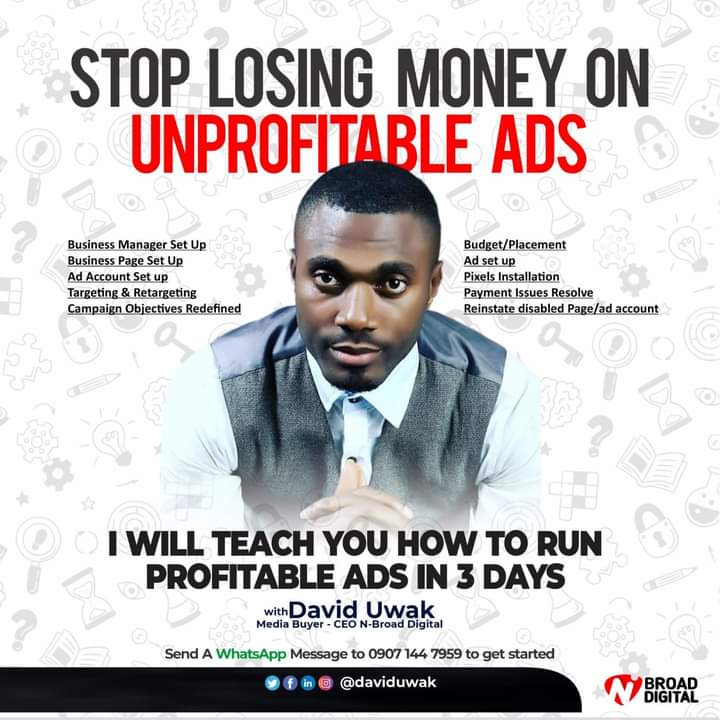 STOP LOSING MONEY ON
UNPROFITABLE ADS
Business Manager Set Up
Business Page Set Up
Ad Account Set up
Targeting & Retargeting
Campaign Objectives Redefined
Budget/Placement
Ad set up
Pixels Installation
Payment Issues Resolve
Reinstate disabled Page/ad account
I WILL TEACH YOU HOW TO RUN
PROFITABLE ADS IN 3 DAYS
with David Uwak
Media Buyer - CEO N-Broad Digital
Send A WhatsApp Message to 0907 144 7959 to get started
@daviduwak
N BROAD
DIGITAL